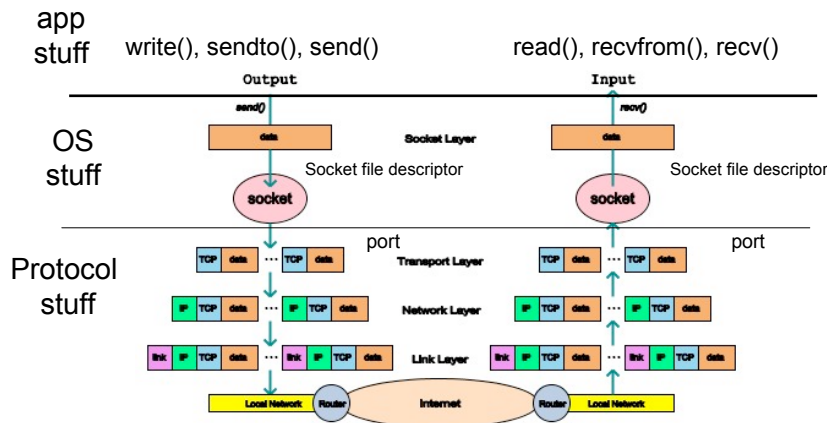 app
stuff
write(), sendto(), send()
read(), recvfrom(), recv()
Output
Input
send()
recv()
OS
stuff
data
Socket Layer
data
Socket file descriptor
Socket file descriptor
socket
socket
port
port
Protocol
stuff
TCP data ... TCP data
Transport Layer
TCP data ... TCP data
IP TCP data ... IP TCP data
Network Layer
IP TCP data ... IP TCP data
link IP TCP data ... link IP TCP data
Link Layer
link IP TCP data ... link IP TCP data
Local Network
Router
Internet
Router
Local Network